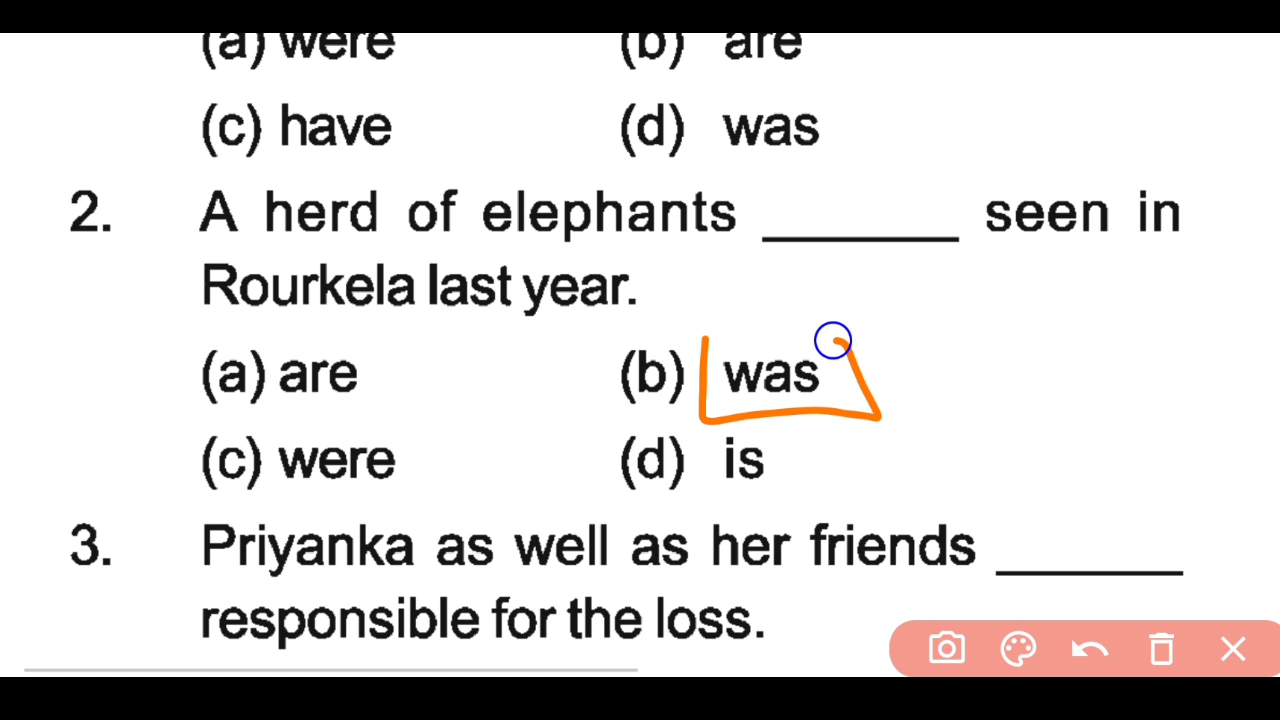 (a) were (b) are
(c) have (d) was
2. A herd of elephants _______ seen in
Rourkela last year.
(a) are (b) was
(c) were (d) is
3. Priyanka as well as her friends _______
responsible for the loss.